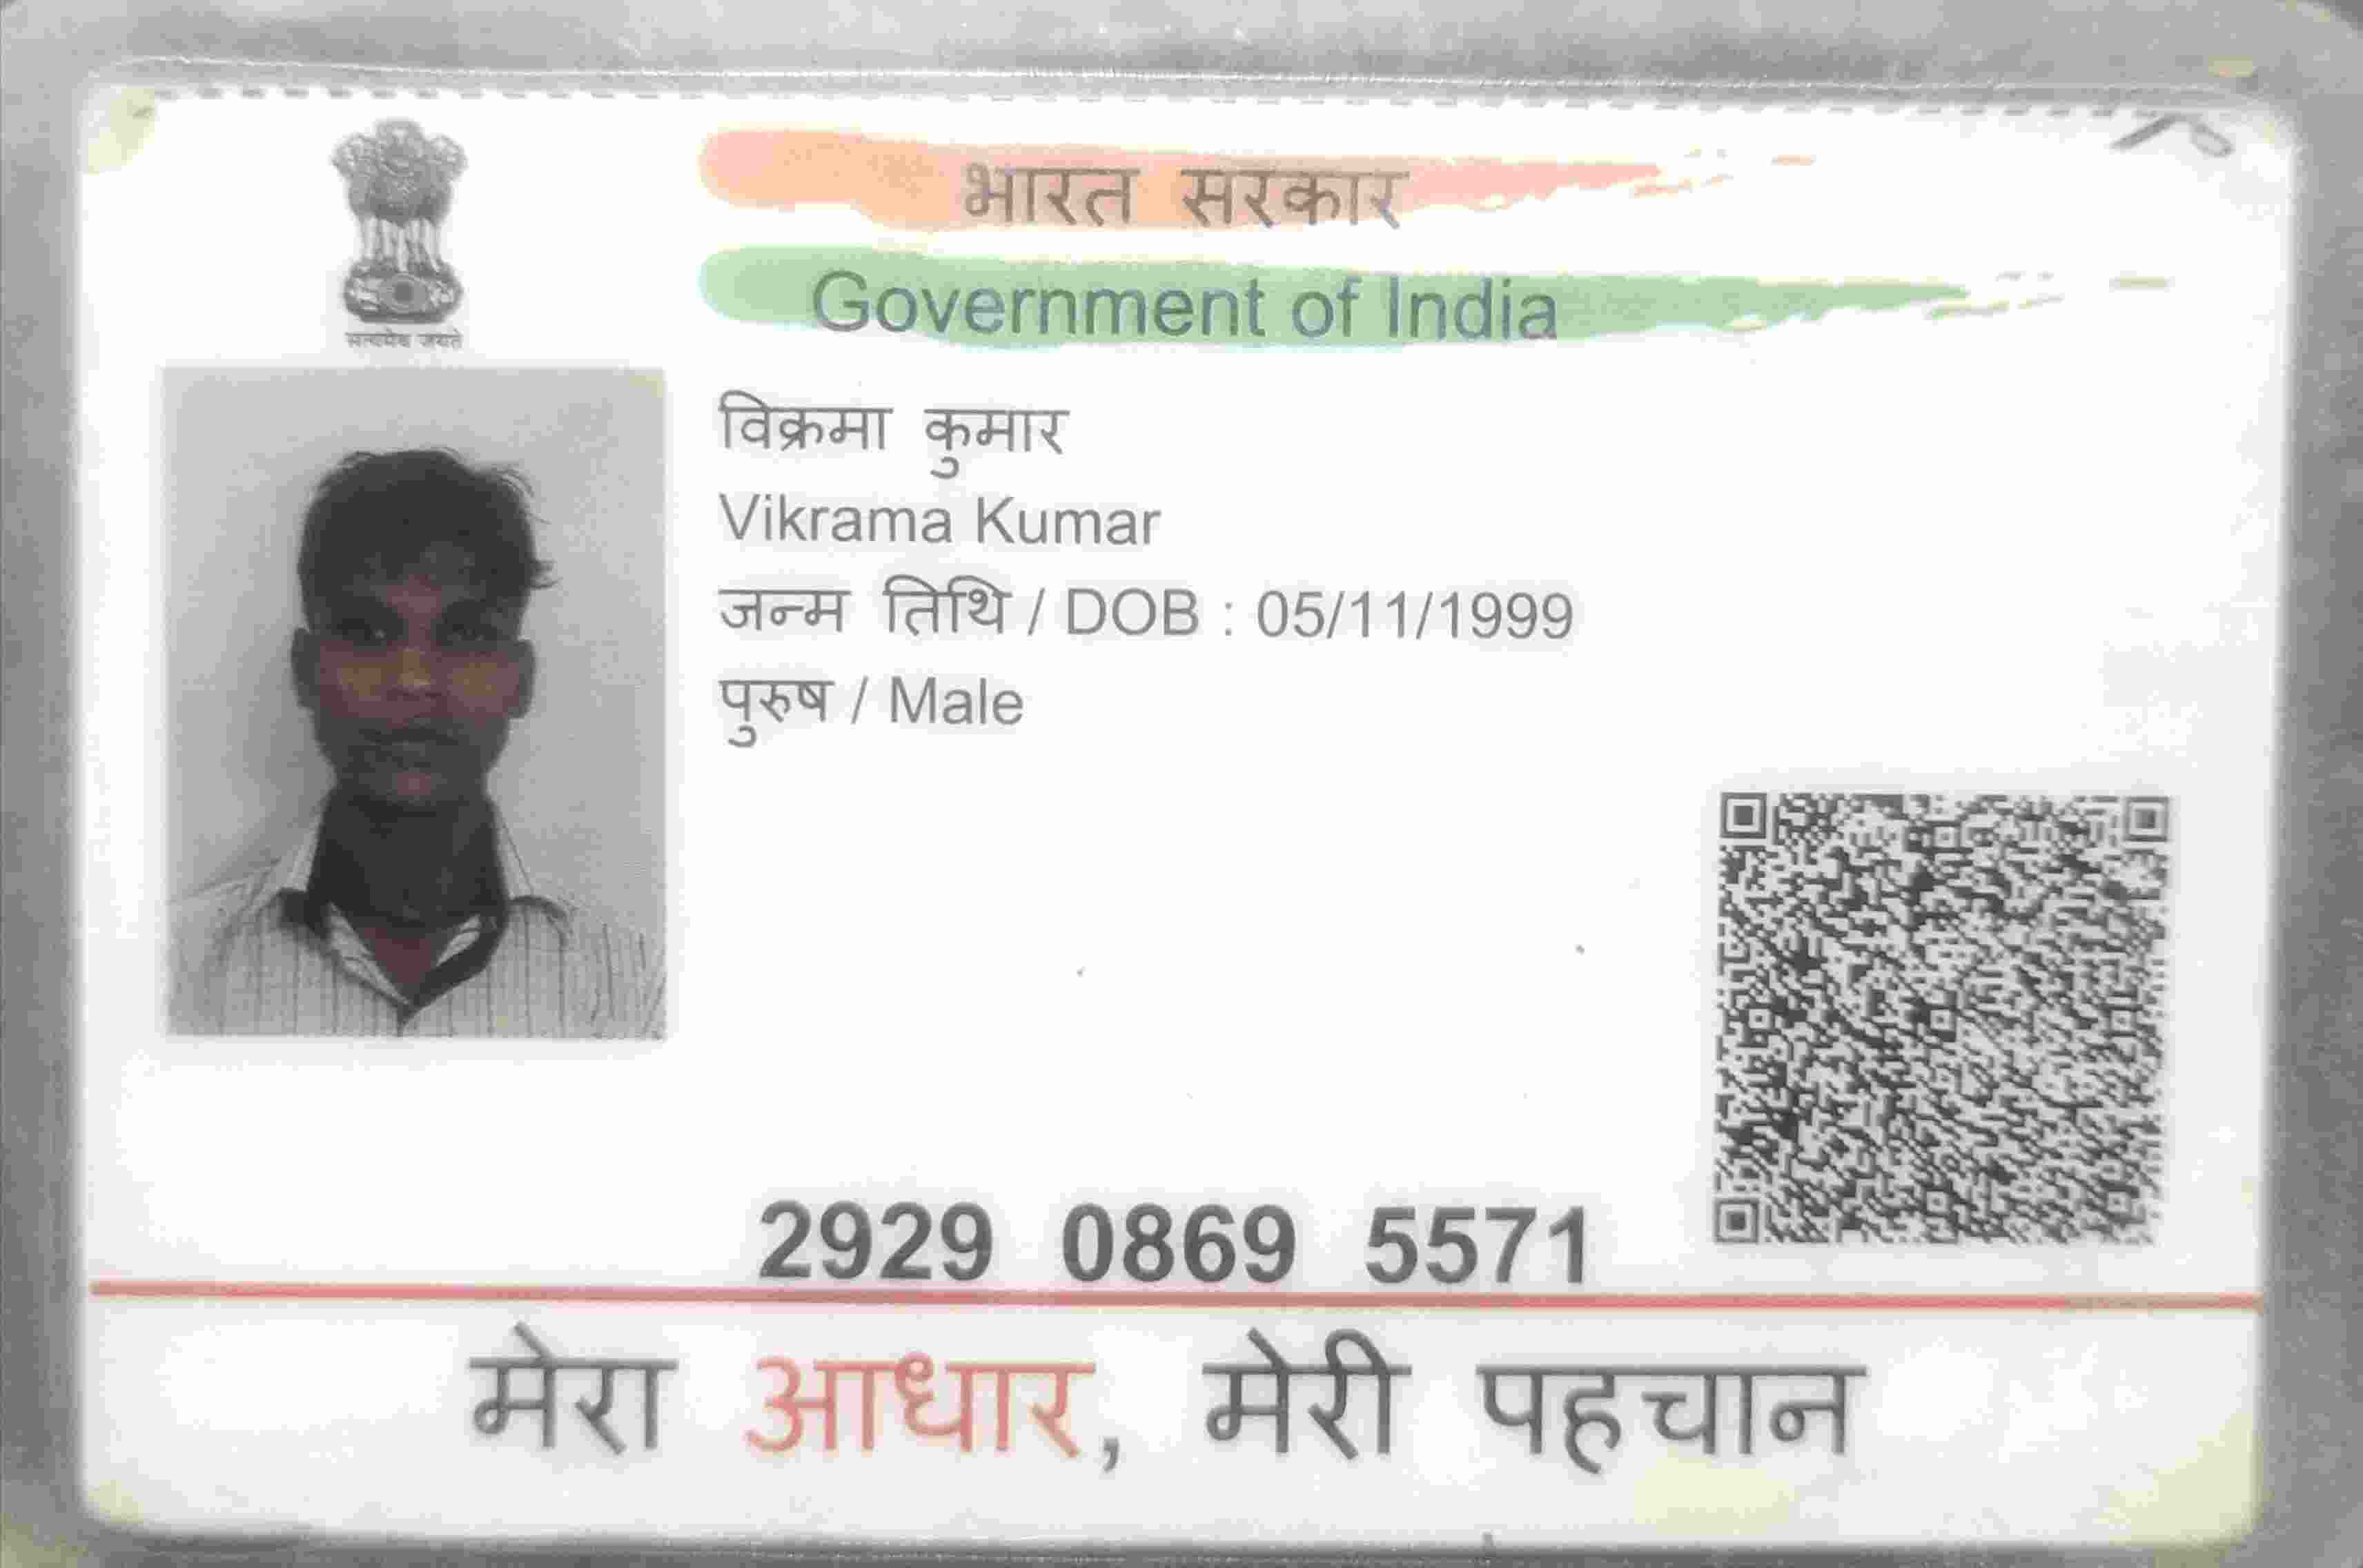 भारत सरकार
Government of India
सत्यमेव जयते
विक्रमा कुमार
Vikrama Kumar
जन्म तिथि / DOB : 05/11/1999
पुरुष / Male
2929 0869 5571
मेरा आधार, मेरी पहचान